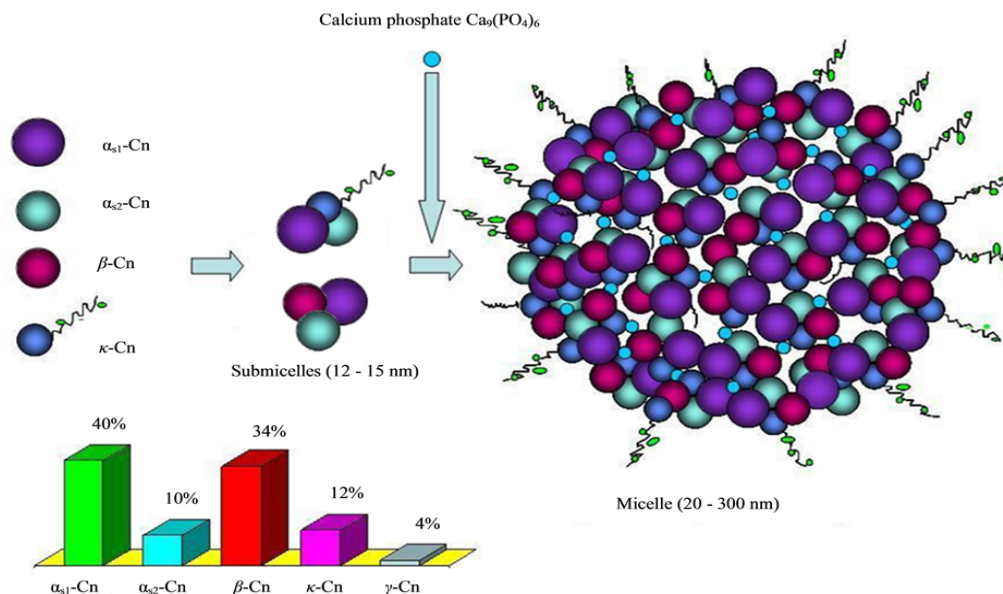 Calcium phosphate Ca₉(PO₄)₆
αₛ₁-Cn
αₛ₂-Cn
β-Cn
κ-Cn
Submicelles (12 - 15 nm)
Micelle (20 - 300 nm)
40%
10%
34%
12%
4%
αₛ₁-Cn
αₛ₂-Cn
β-Cn
κ-Cn
γ-Cn